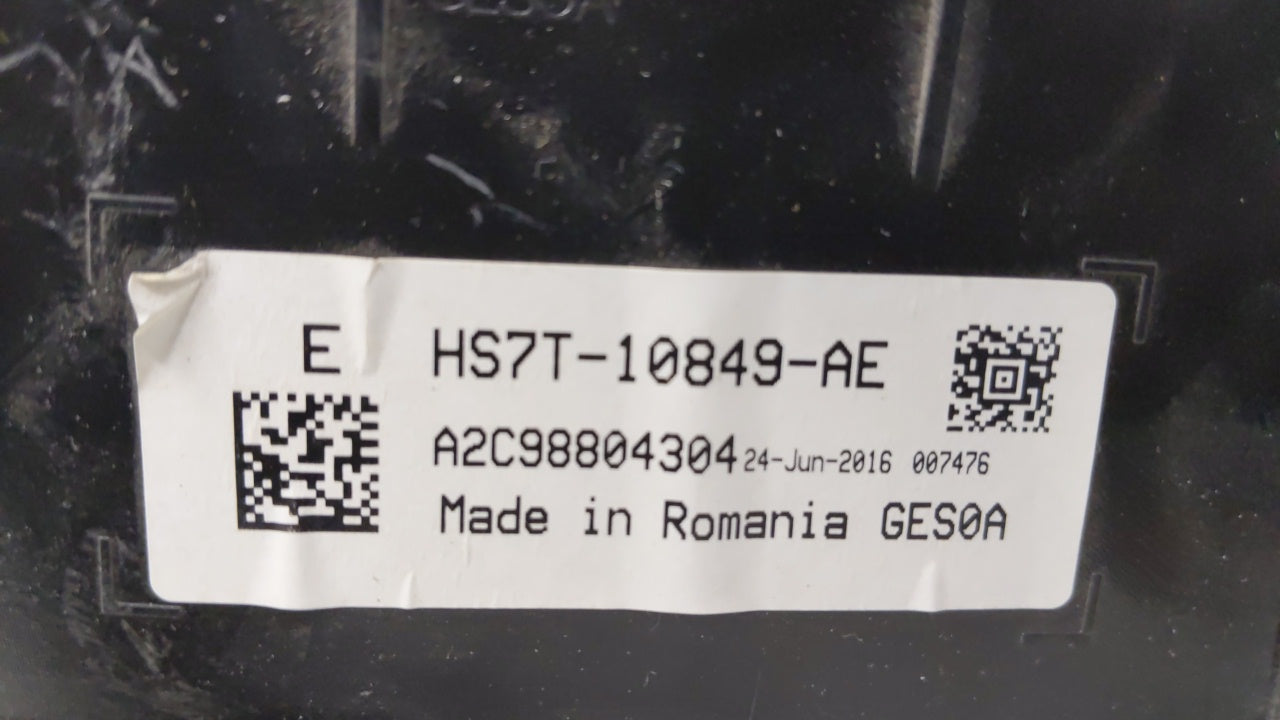 E HS7T-10849-AE
A2C98804304 24-Jun-2016 007476
Made in Romania GES0A